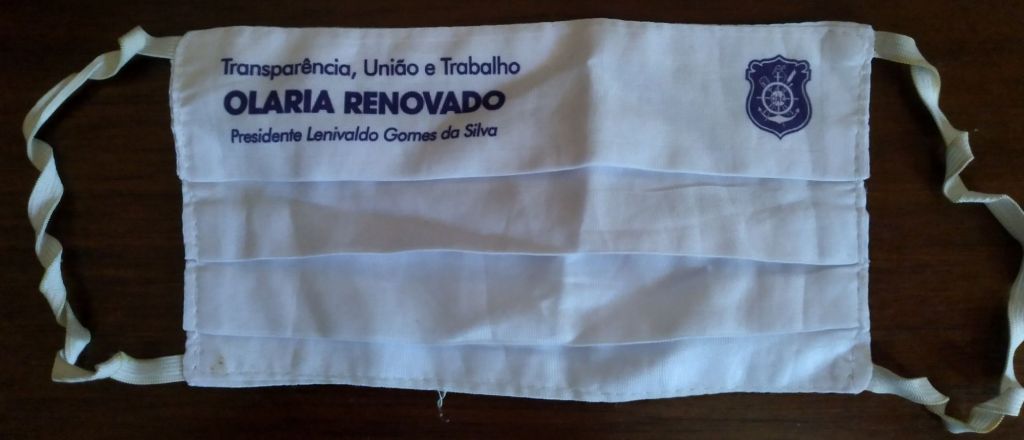 Transparência, União e Trabalho
OLARIA RENOVADO
Presidente Lenivaldo Gomes da Silva